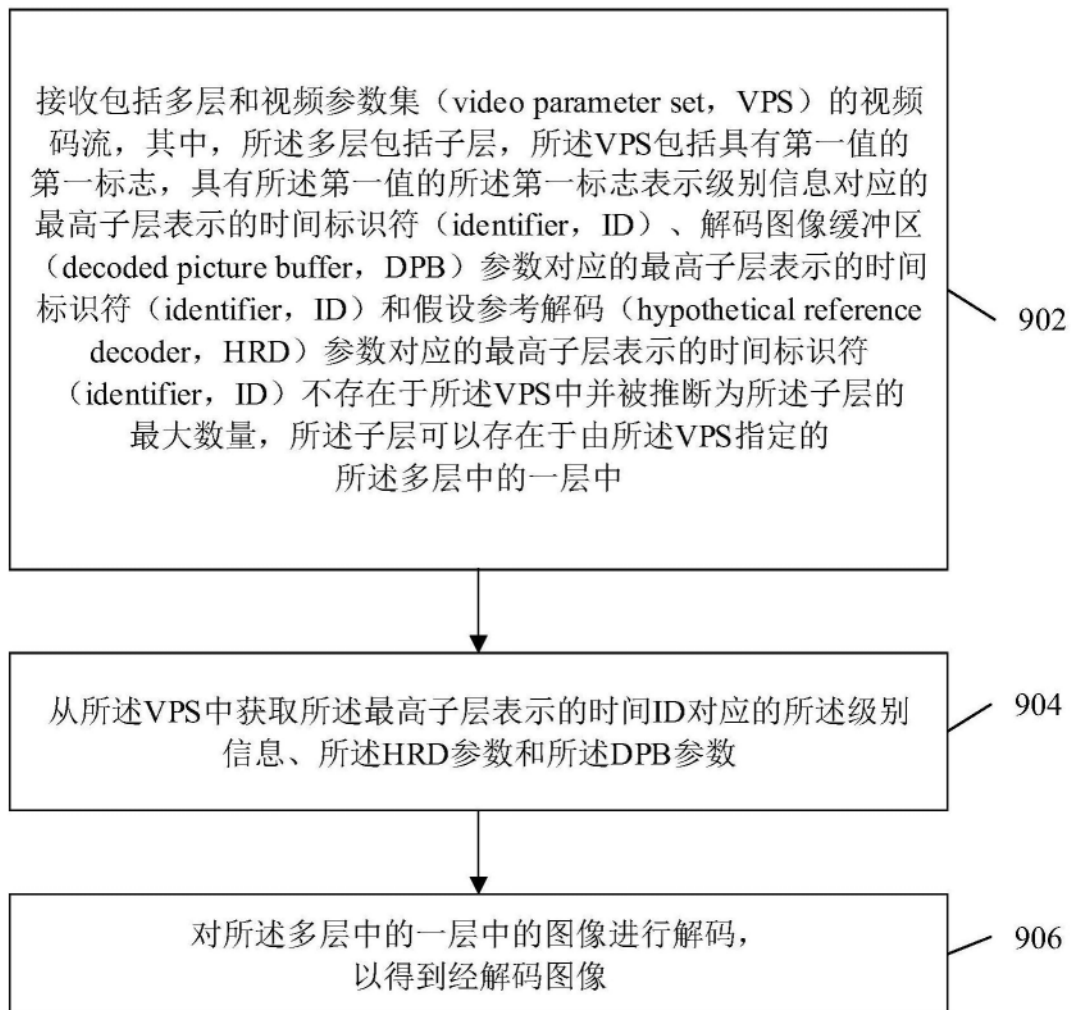 接收包括多层和视频参数集（video parameter set，VPS）的视频
码流，其中，所述多层包括子层，所述VPS包括具有第一值的
第一标志，具有所述第一值的所述第一标志表示级别信息对应的
最高子层表示的时间标识符（identifier，ID）、解码图像缓冲区
（decoded picture buffer，DPB）参数对应的最高子层表示的时间
标识符（identifier，ID）和假设参考解码（hypothetical reference
decoder，HRD）参数对应的最高子层表示的时间标识符
（identifier，ID）不存在于所述VPS中并被推断为所述子层的
最大数量，所述子层可以存在于由所述VPS指定的
所述多层中的一层中
902
从所述VPS中获取所述最高子层表示的时间ID对应的所述级别
信息、所述HRD参数和所述DPB参数
904
对所述多层中的一层中的图像进行解码，
以得到经解码图像
906